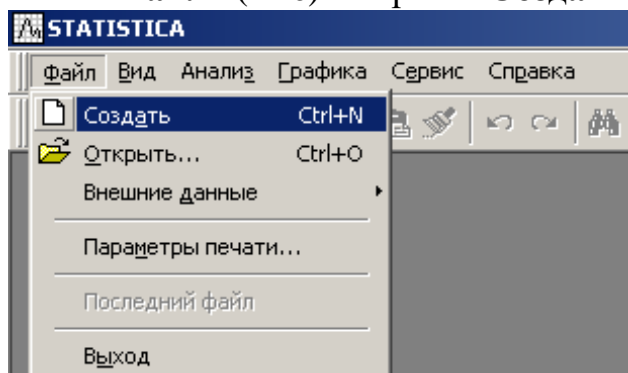 STATISTICA
Файл Вид Анализ Графика Сервис Справка
Создать Ctrl+N
Открыть... Ctrl+O
Внешние данные
Параметры печати...
Последний файл
Выход